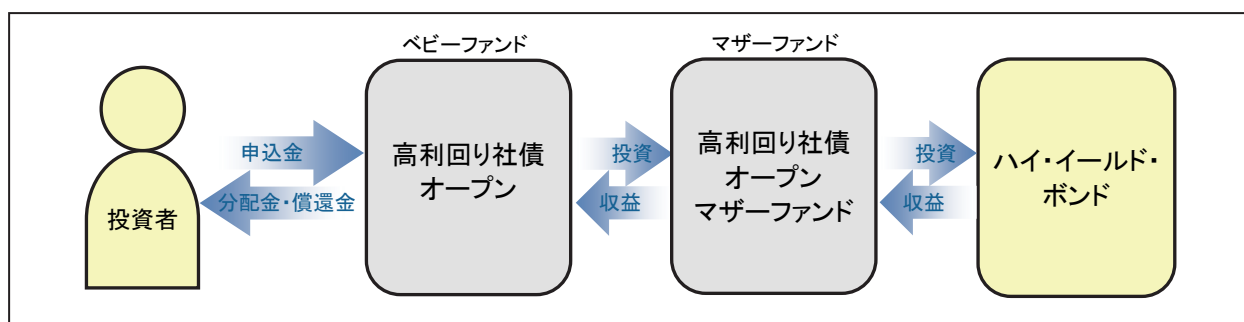 ベビーファンド
マザーファンド
申込金
分配金・償還金
投資者
高利回り社債
オープン
投資
収益
高利回り社債
オープン
マザーファンド
投資
収益
ハイ・イールド・
ボンド